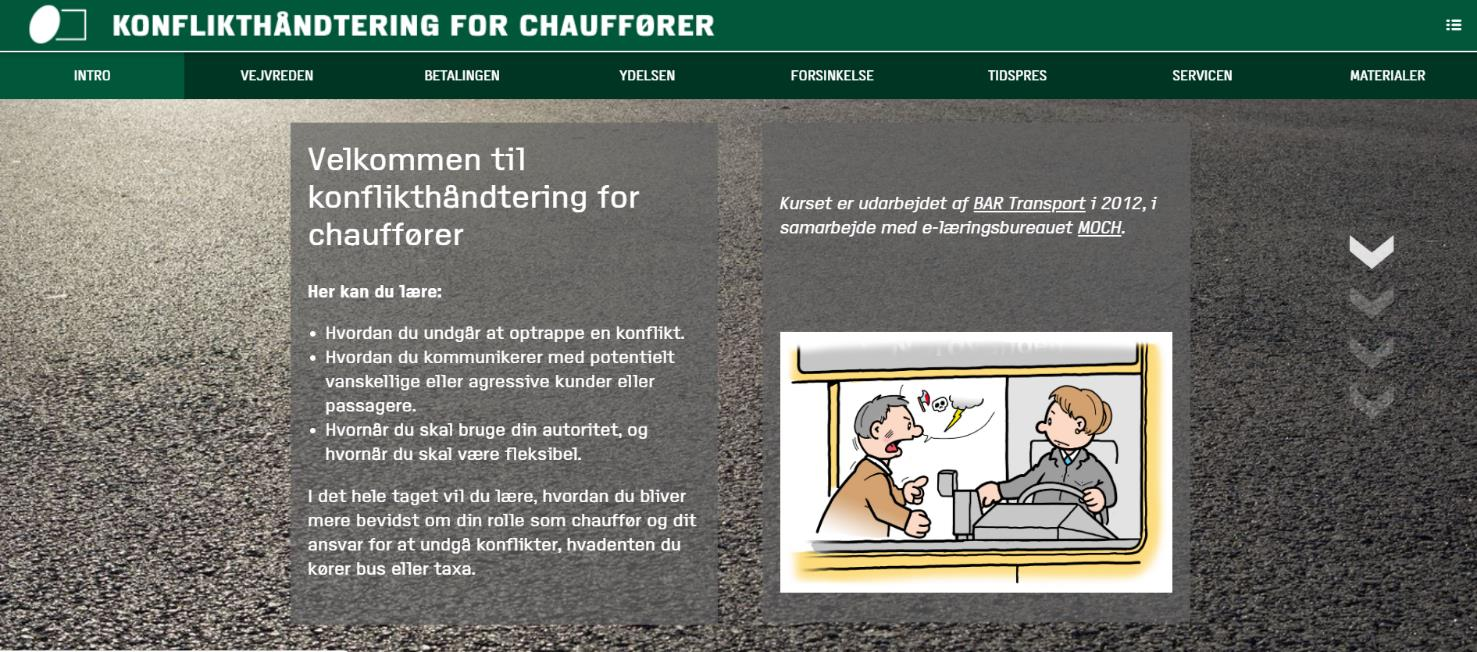 KONFLIKTHÅNDTERING FOR CHAUFFØRER
INTRO VEJVREDEN BETALINGEN YDELSEN FORSINKELSE TIDSPRES SERVICEN MATERIALER
Velkommen til
konflikthåndtering for
chauffører
Her kan du lære:
• Hvordan du undgår at optrappe en konflikt.
• Hvordan du kommunikerer med potentielt
vanskellige eller agressive kunder eller
passagere.
• Hvornår du skal bruge din autoritet, og
hvornår du skal være fleksibel.
I det hele taget vil du lære, hvordan du bliver
mere bevidst om din rolle som chauffør og dit
ansvar for at undgå konflikter, hvadenten du
kører bus eller taxa.
Kurset er udarbejdet af BAR Transport i 2012, i
samarbejde med e-læringsbureauet MOCH.